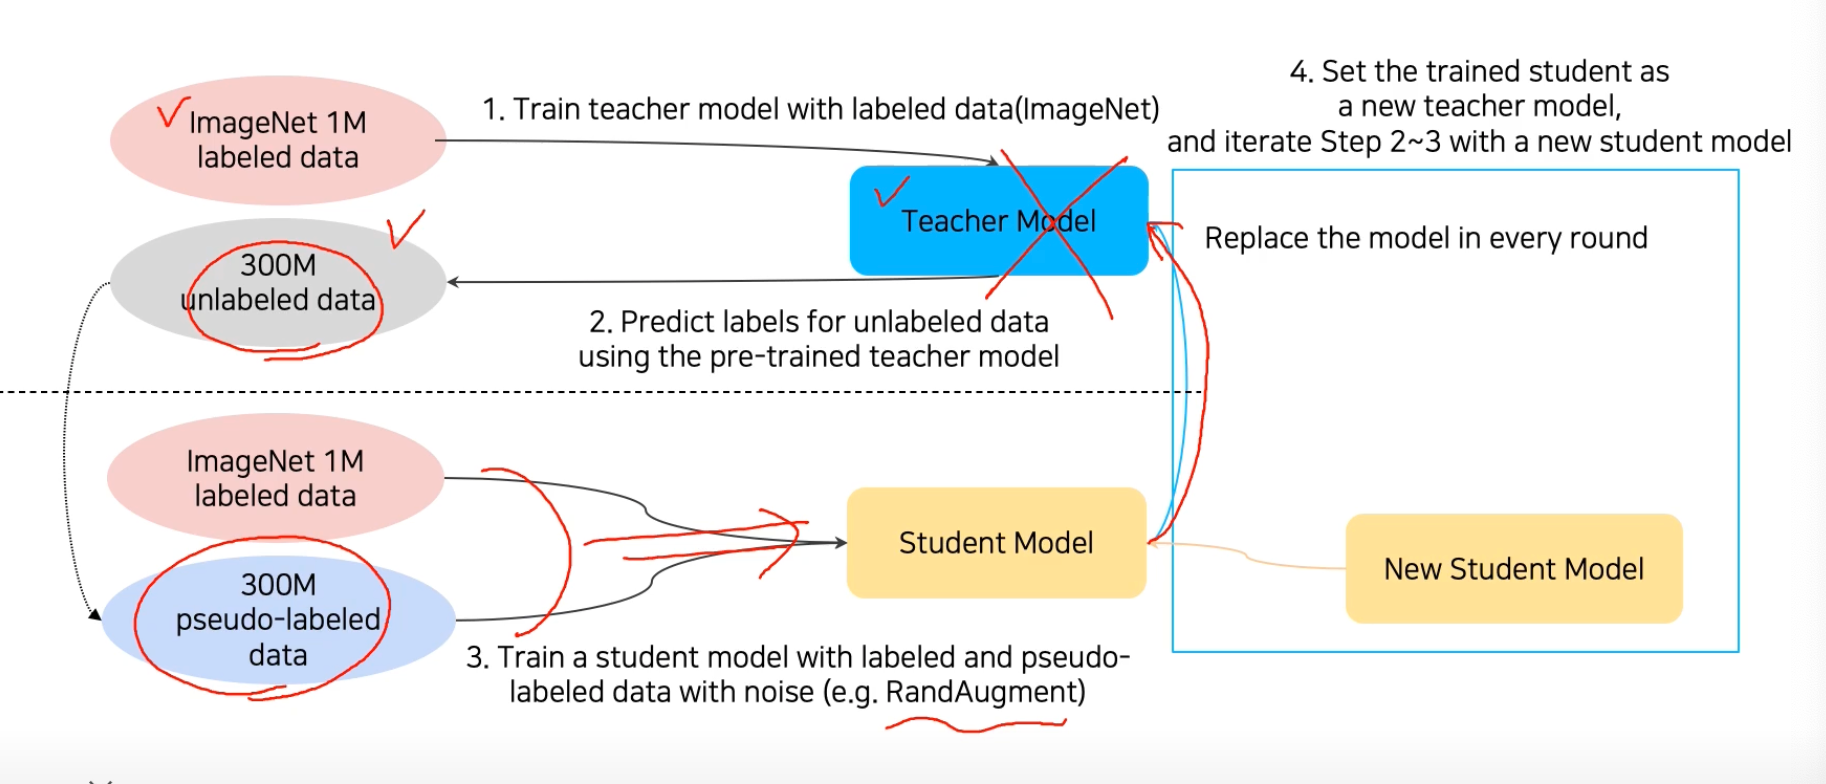 ImageNet 1M
labeled data
1. Train teacher model with labeled data(ImageNet)
4. Set the trained student as
a new teacher model,
and iterate Step 2~3 with a new student model
Teacher Model
Replace the model in every round
300M
unlabeled data
2. Predict labels for unlabeled data
using the pre-trained teacher model
ImageNet 1M
labeled data
300M
pseudo-labeled
data
Student Model
New Student Model
3. Train a student model with labeled and pseudo-
labeled data with noise (e.g. RandAugment)